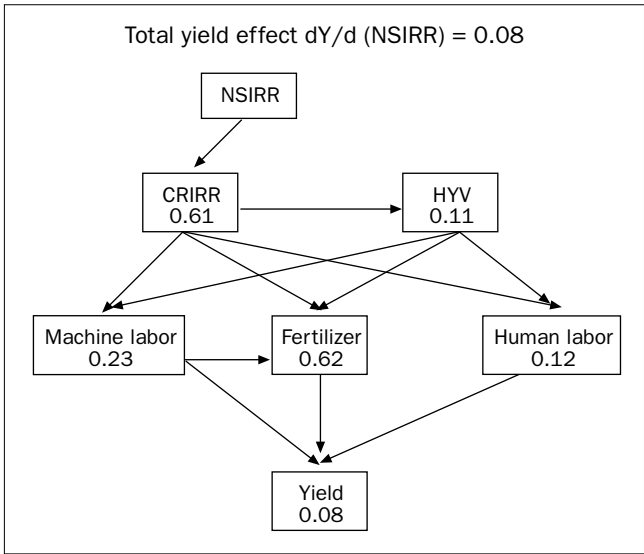 Total yield effect dY/d (NSIRR) = 0.08
NSIRR
CRIRR
0.61
HYV
0.11
Machine labor
0.23
Fertilizer
0.62
Human labor
0.12
Yield
0.08